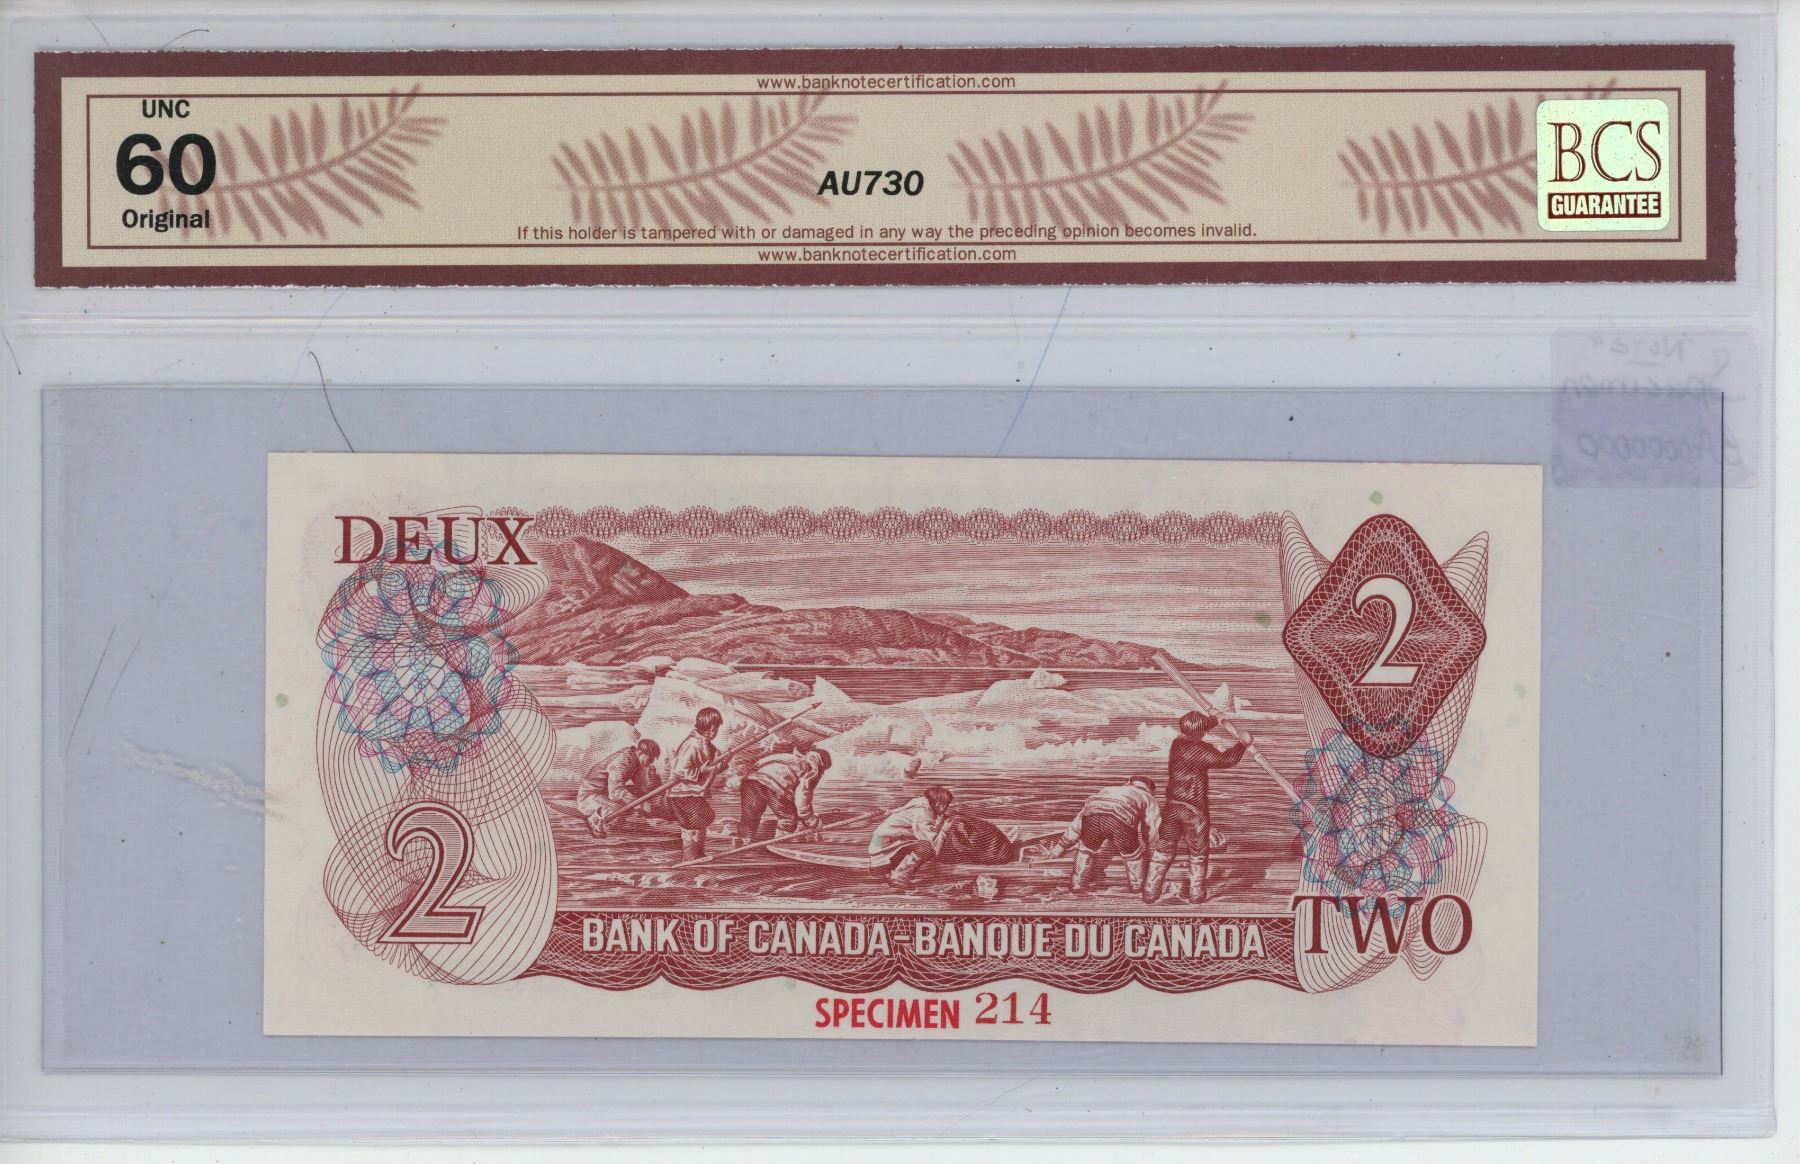 www.banknotecertification.com
UNC
60
Original
AU730
BCS
GUARANTEE
If this holder is tampered with or damaged in any way the preceding opinion becomes invalid.
www.banknotecertification.com
Note"
Specimen
DEUX
2
2
BANK OF CANADA - BANQUE DU CANADA
TWO
SPECIMEN 214